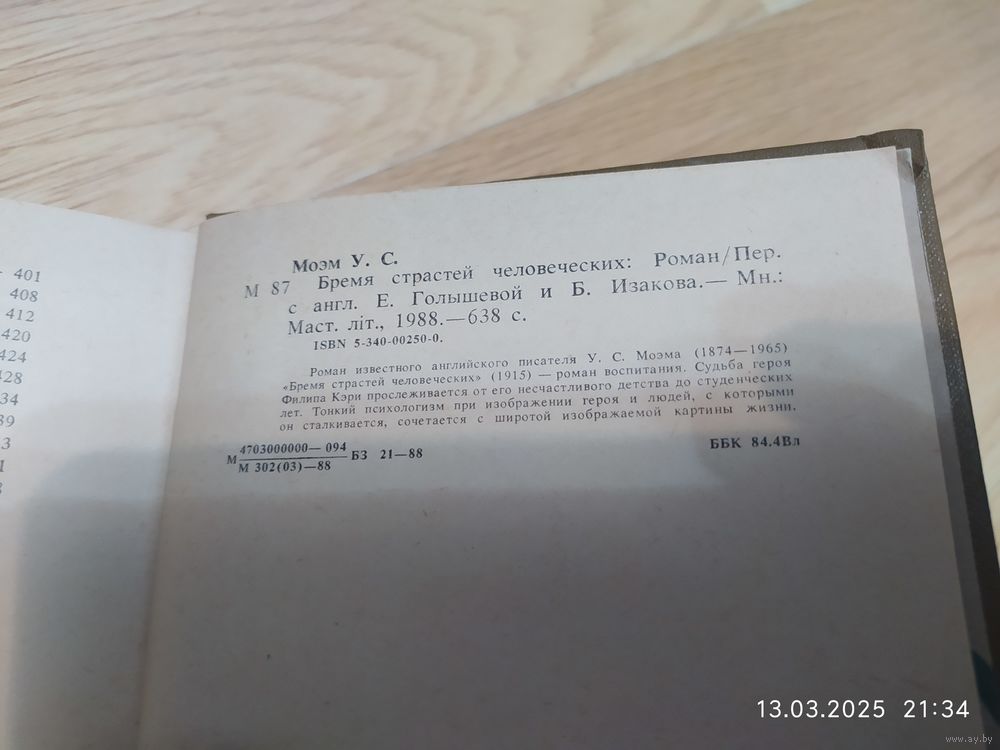 401
408
412
420
424
428
34
39
3
1
8
Моэм У. С.
М 87 Бремя страстей человеческих: Роман/Пер.
с англ. Е. Голышевой и Б. Изакова.— Мн.:
Маст. літ., 1988.—638 с.
ISBN 5-340-00250-0.
Роман известного английского писателя У. С. Моэма (1874—1965)
«Бремя страстей человеческих» (1915) — роман воспитания. Судьба героя
Филипа Кэри прослеживается от его несчастливого детства до студенческих
лет. Тонкий психологизм при изображении героя и людей, с которыми
он сталкивается, сочетается с широтой изображаемой картины жизни.
М 4703000000— 094
М 302(03)—88 БЗ 21—88
ББК 84.4Вл
13.03.2025 21:34
www.ay.by